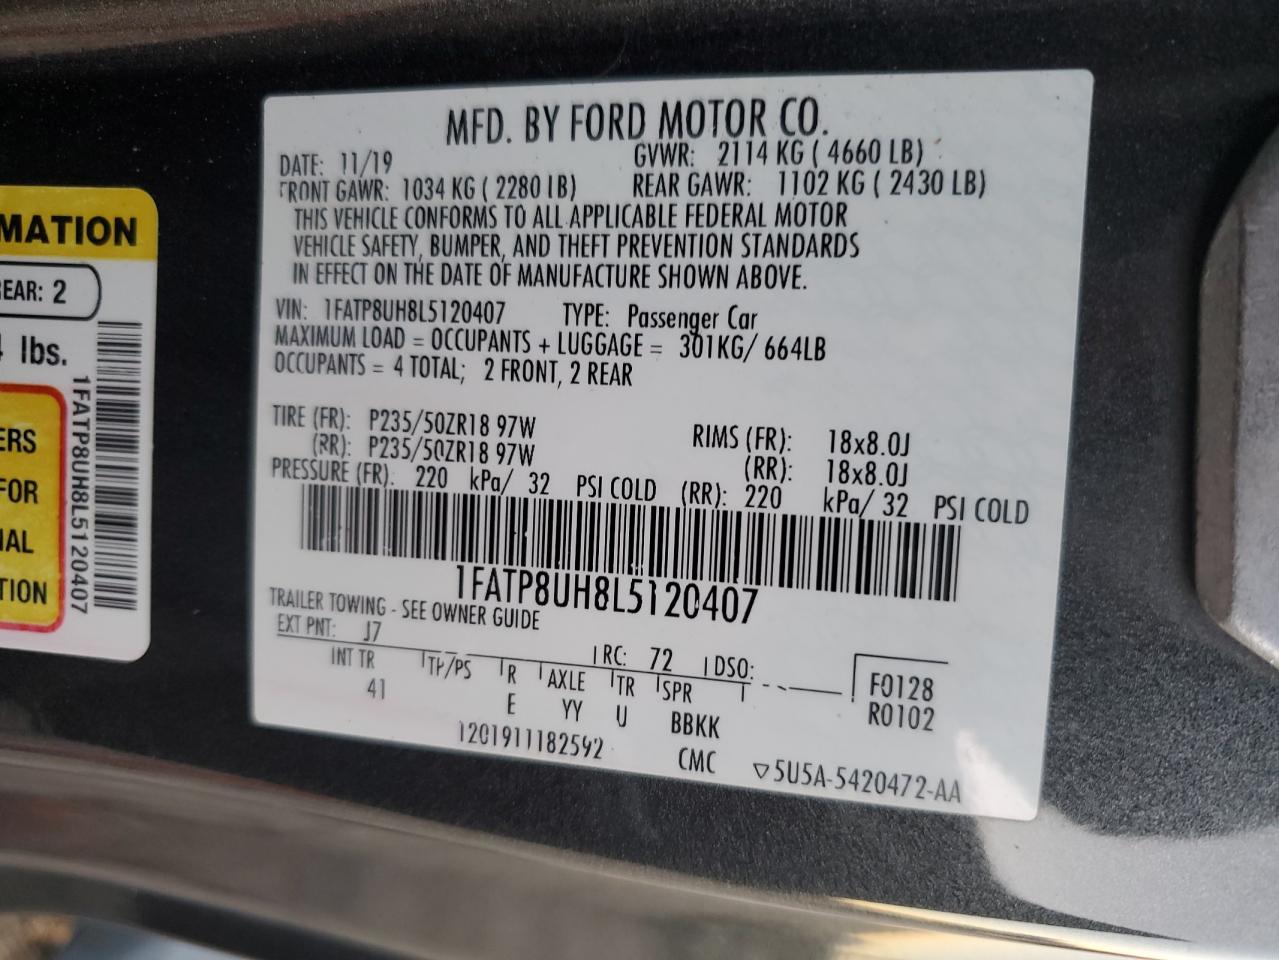 MFD. BY FORD MOTOR CO.
DATE: 11/19 GVWR: 2114 KG ( 4660 LB)
FRONT GAWR: 1034 KG ( 2280 LB) REAR GAWR: 1102 KG ( 2430 LB)
THIS VEHICLE CONFORMS TO ALL APPLICABLE FEDERAL MOTOR
VEHICLE SAFETY, BUMPER, AND THEFT PREVENTION STANDARDS
IN EFFECT ON THE DATE OF MANUFACTURE SHOWN ABOVE.
VIN: 1FATP8UH8L5120407 TYPE: Passenger Car
MAXIMUM LOAD = OCCUPANTS + LUGGAGE = 301KG/ 664LB
OCCUPANTS = 4 TOTAL; 2 FRONT, 2 REAR
TIRE (FR): P235/50ZR18 97W RIMS (FR): 18x8.0J
(RR): P235/50ZR18 97W (RR): 18x8.0J
PRESSURE (FR): 220 kPa/ 32 PSI COLD (RR): 220 kPa/ 32 PSI COLD
1FATP8UH8L5120407
TRAILER TOWING - SEE OWNER GUIDE
EXT PNT: J7 RC: 72 DSO:
INT TR TP/PS R AXLE TR SPR F0128
41 E YY U BBKK R0102
1201911182592 CMC ▽5U5A-5420472-AA
MATION
EAR: 2
lbs.
ERS
FOR
IAL
TION
1FATP8UH8L5120407